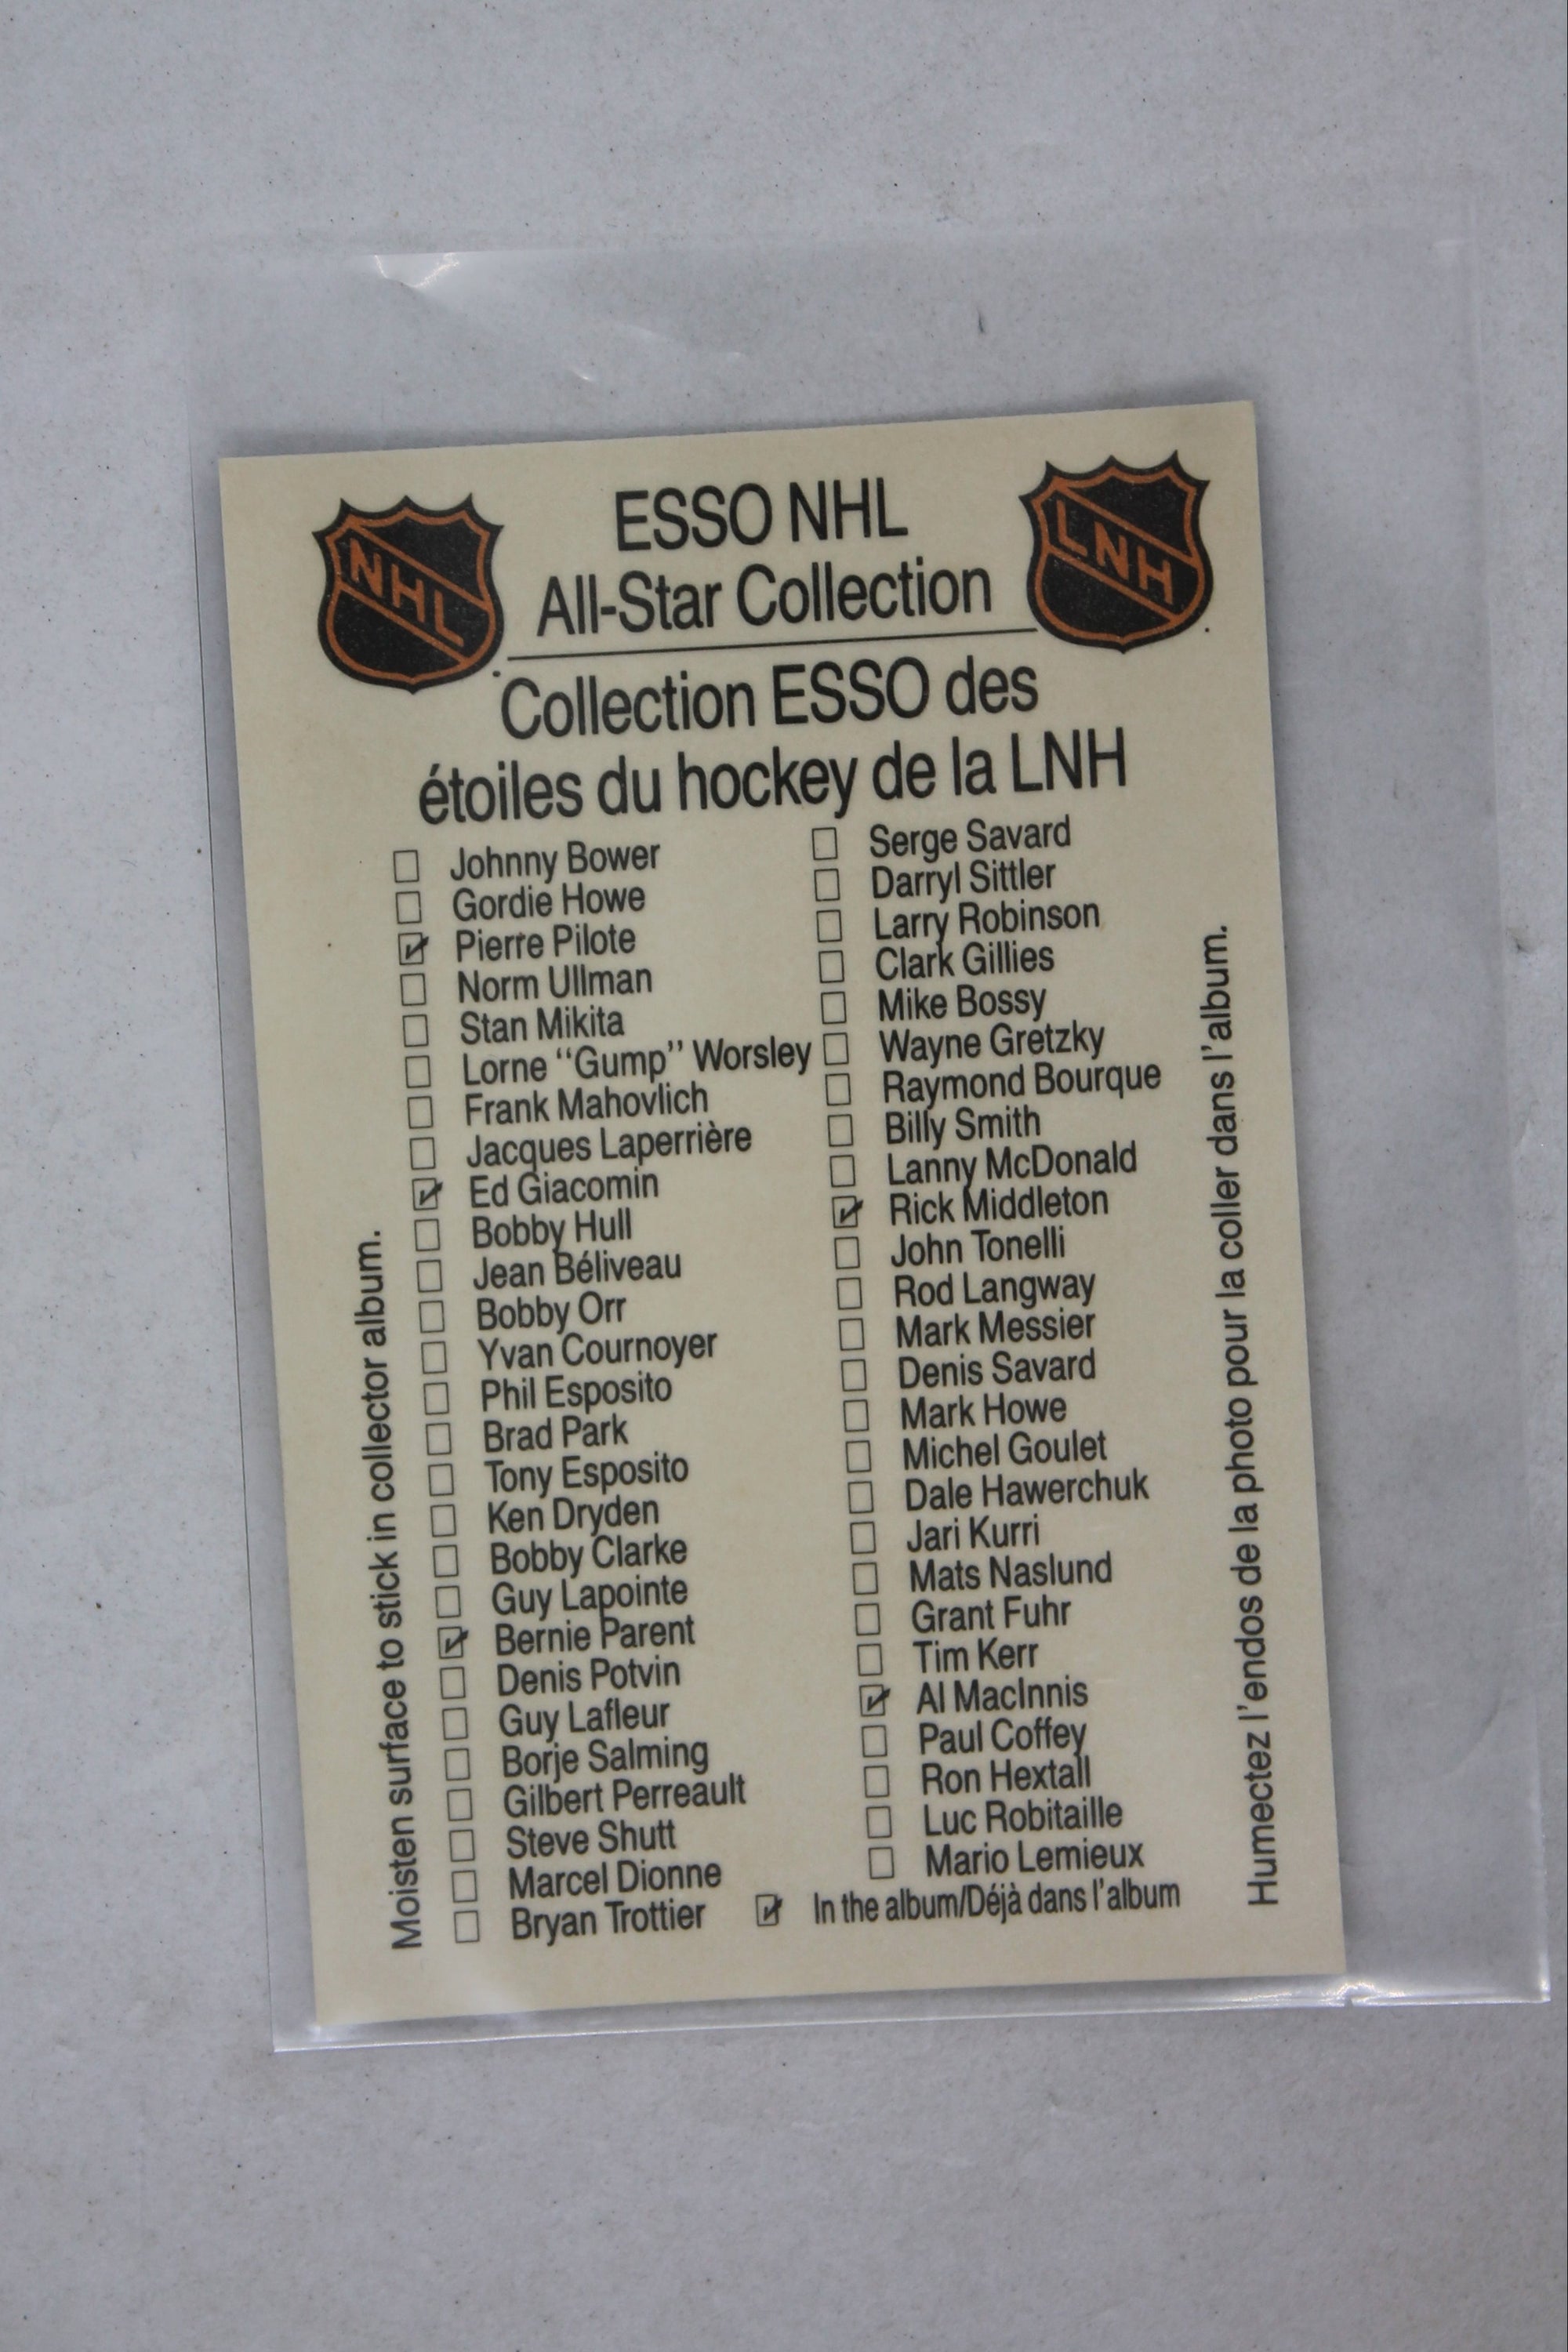 NHL
LNH
ESSO NHL
All-Star Collection
Collection ESSO des
étoiles du hockey de la LNH
☐ Johnny Bower
☐ Gordie Howe
☑ Pierre Pilote
☐ Norm Ullman
☐ Stan Mikita
☐ Lorne "Gump" Worsley
☐ Frank Mahovlich
☐ Jacques Laperrière
☑ Ed Giacomin
☐ Bobby Hull
☐ Jean Béliveau
☐ Bobby Orr
☐ Yvan Cournoyer
☐ Phil Esposito
☐ Brad Park
☐ Tony Esposito
☐ Ken Dryden
☐ Bobby Clarke
☐ Guy Lapointe
☑ Bernie Parent
☐ Denis Potvin
☐ Guy Lafleur
☐ Borje Salming
☐ Gilbert Perreault
☐ Steve Shutt
☐ Marcel Dionne
☐ Bryan Trottier
☐ Serge Savard
☐ Darryl Sittler
☐ Larry Robinson
☐ Clark Gillies
☐ Mike Bossy
☐ Wayne Gretzky
☐ Raymond Bourque
☐ Billy Smith
☐ Lanny McDonald
☑ Rick Middleton
☐ John Tonelli
☐ Rod Langway
☐ Mark Messier
☐ Denis Savard
☐ Mark Howe
☐ Michel Goulet
☐ Dale Hawerchuk
☐ Jari Kurri
☐ Mats Naslund
☐ Grant Fuhr
☐ Tim Kerr
☑ Al MacInnis
☐ Paul Coffey
☐ Ron Hextall
☐ Luc Robitaille
☐ Mario Lemieux
☑ In the album/Déjà dans l'album
Moisten surface to stick in collector album.
Humectez l'endos de la photo pour la coller dans l'album.